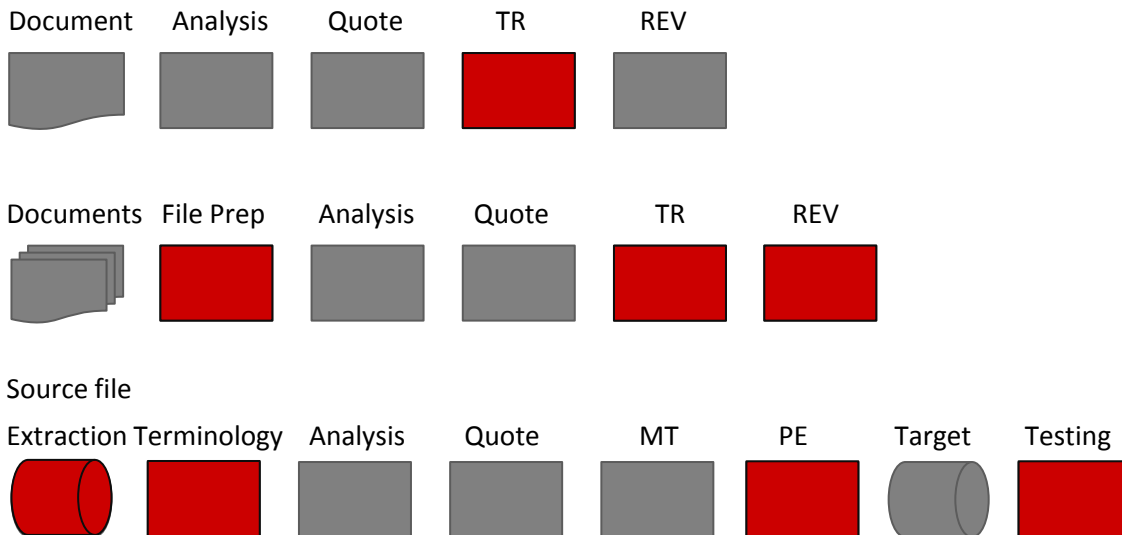 Document Analysis Quote TR REV
Documents File Prep Analysis Quote TR REV
Source file
Extraction Terminology Analysis Quote MT PE Target Testing